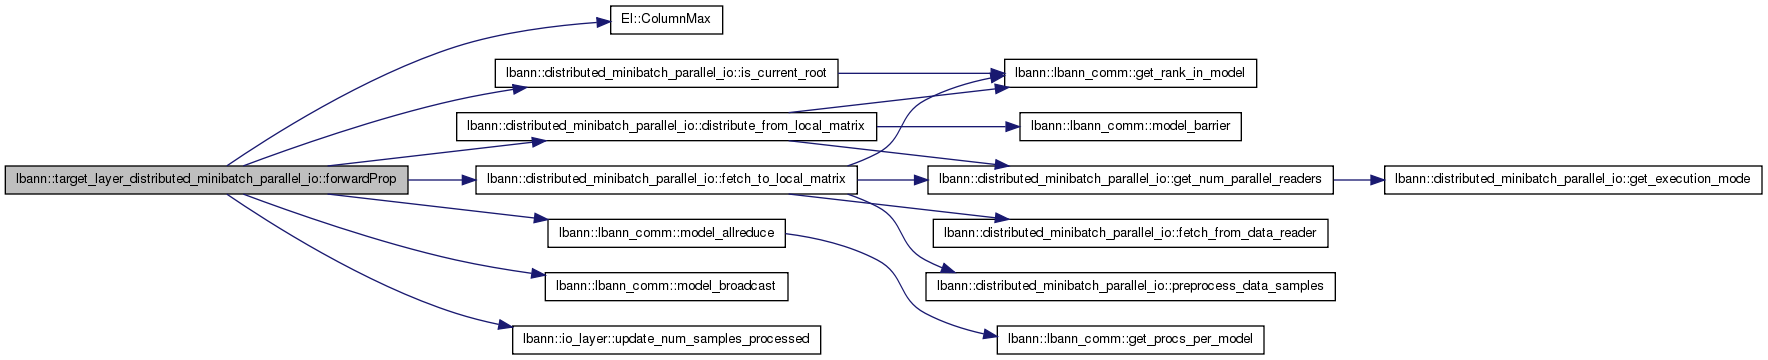 El::ColumnMax
lbann::distributed_minibatch_parallel_io::is_current_root
lbann::lbann_comm::get_rank_in_model
lbann::distributed_minibatch_parallel_io::distribute_from_local_matrix
lbann::lbann_comm::model_barrier
lbann::target_layer_distributed_minibatch_parallel_io::forwardProp
lbann::distributed_minibatch_parallel_io::fetch_to_local_matrix
lbann::distributed_minibatch_parallel_io::get_num_parallel_readers
lbann::distributed_minibatch_parallel_io::get_execution_mode
lbann::lbann_comm::model_allreduce
lbann::distributed_minibatch_parallel_io::fetch_from_data_reader
lbann::lbann_comm::model_broadcast
lbann::distributed_minibatch_parallel_io::preprocess_data_samples
lbann::io_layer::update_num_samples_processed
lbann::lbann_comm::get_procs_per_model